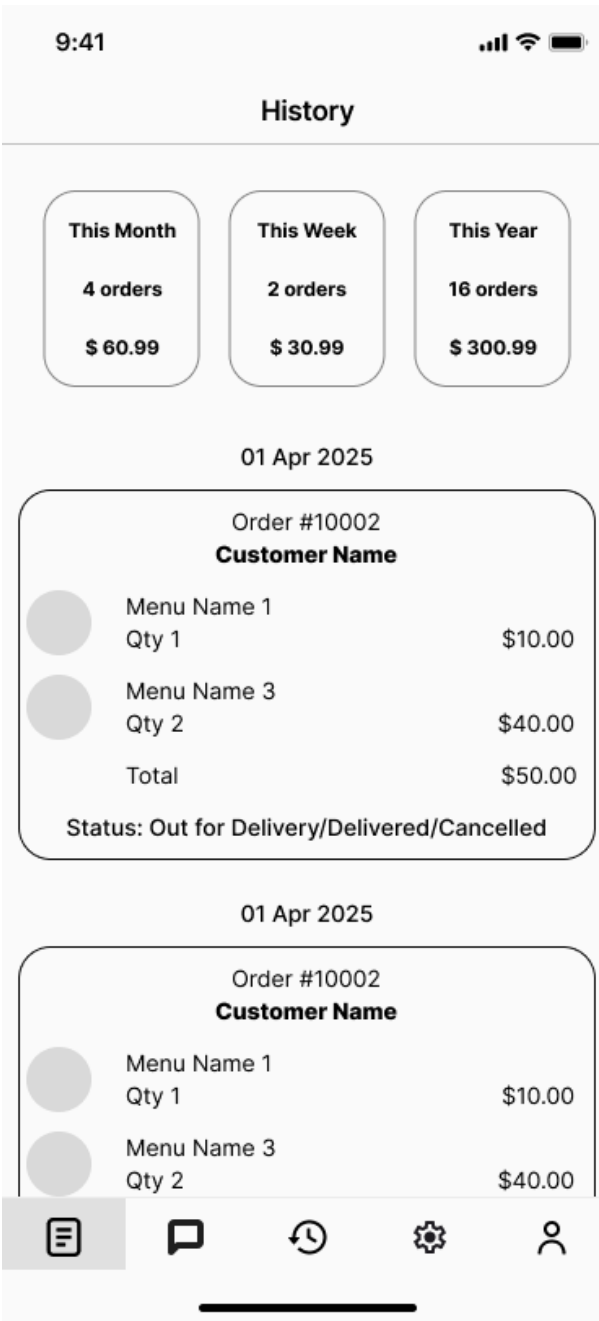 9:41
History
This Month
4 orders
$ 60.99
This Week
2 orders
$ 30.99
This Year
16 orders
$ 300.99
01 Apr 2025
Order #10002
Customer Name
Menu Name 1
Qty 1 $10.00
Menu Name 3
Qty 2 $40.00
Total $50.00
Status: Out for Delivery/Delivered/Cancelled
01 Apr 2025
Order #10002
Customer Name
Menu Name 1
Qty 1 $10.00
Menu Name 3
Qty 2 $40.00